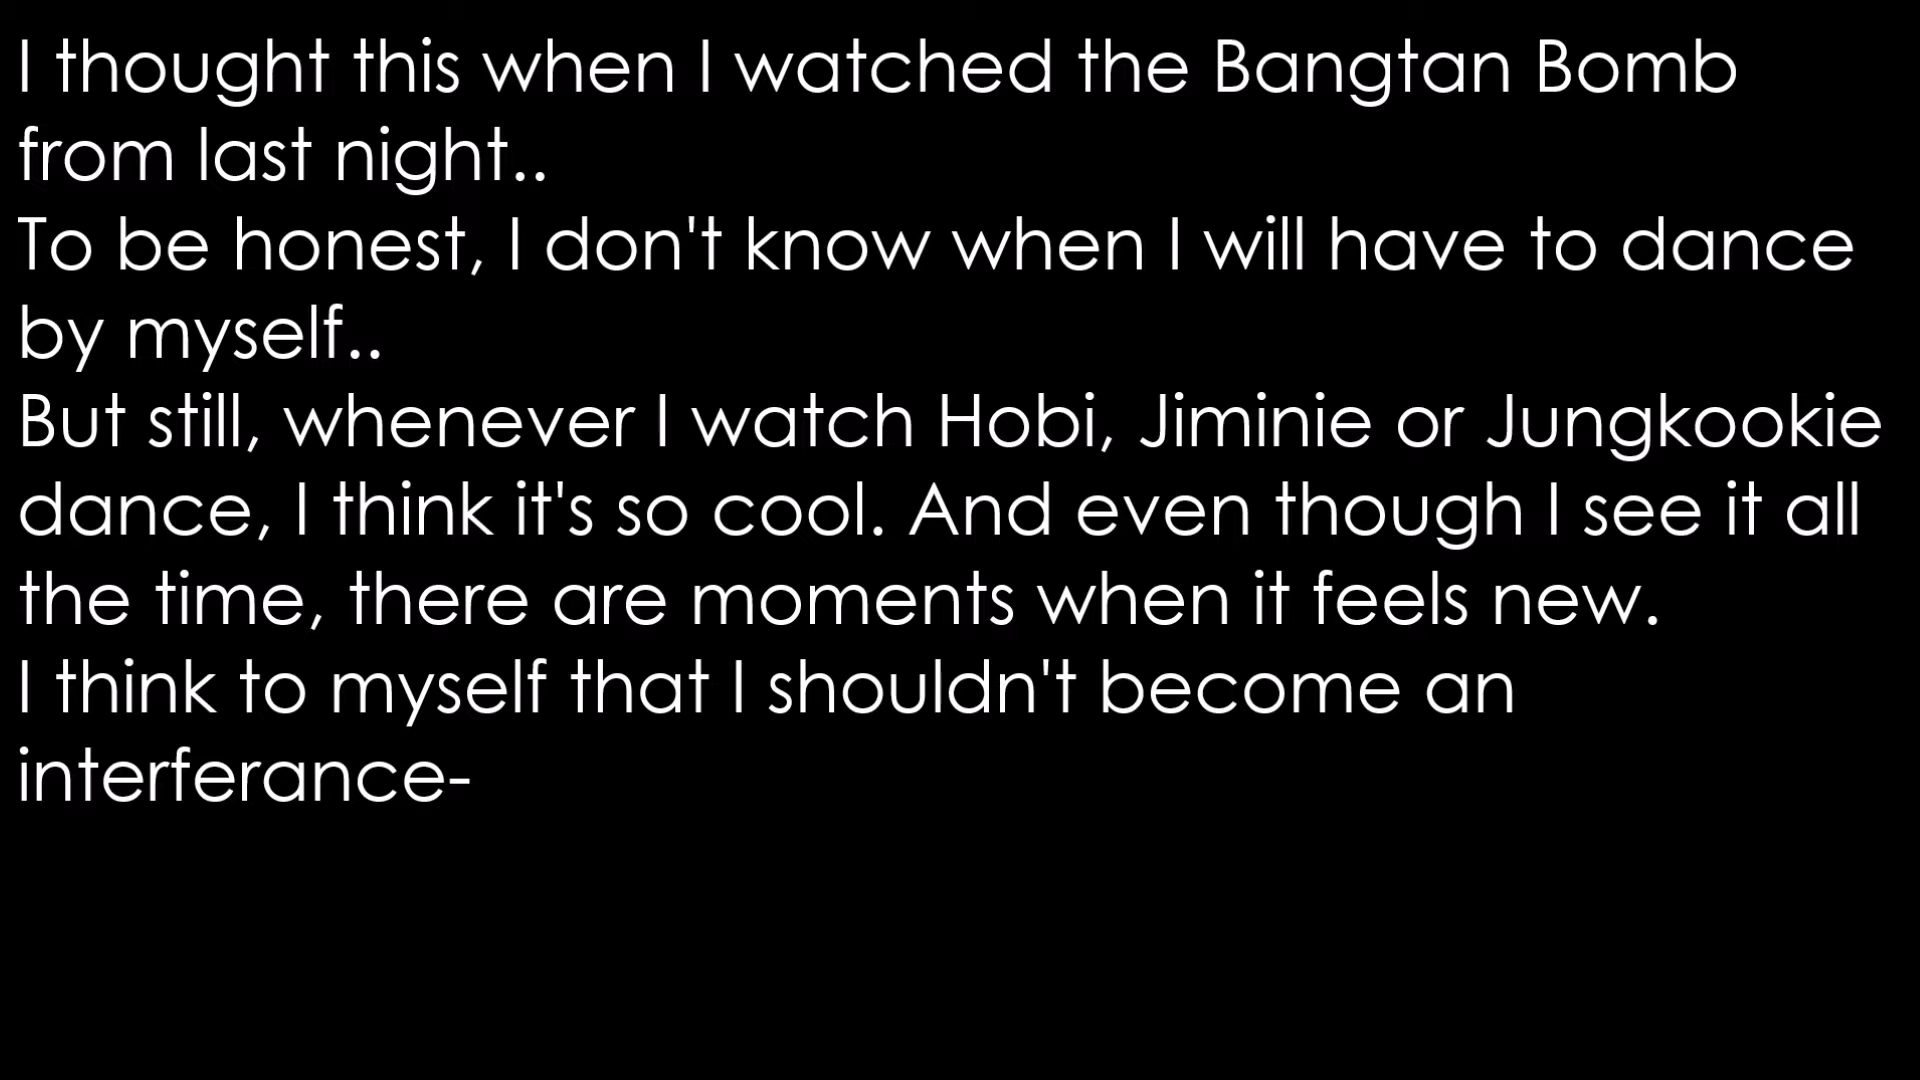 I thought this when I watched the Bangtan Bomb
from last night..
To be honest, I don't know when I will have to dance
by myself..
But still, whenever I watch Hobi, Jiminie or Jungkookie
dance, I think it's so cool. And even though I see it all
the time, there are moments when it feels new.
I think to myself that I shouldn't become an
interferance-